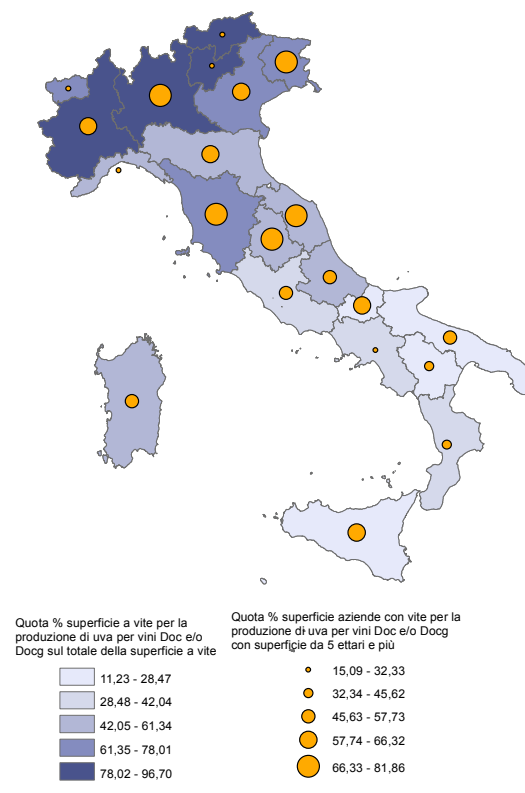 Quota % superficie a vite per la
produzione di uva per vini Doc e/o
Docg sul totale della superficie a vite
11,23 - 28,47
28,48 - 42,04
42,05 - 61,34
61,35 - 78,01
78,02 - 96,70
Quota % superficie aziende con vite per la
produzione di uva per vini Doc e/o Docg
con superficie da 5 ettari e più
15,09 - 32,33
32,34 - 45,62
45,63 - 57,73
57,74 - 66,32
66,33 - 81,86